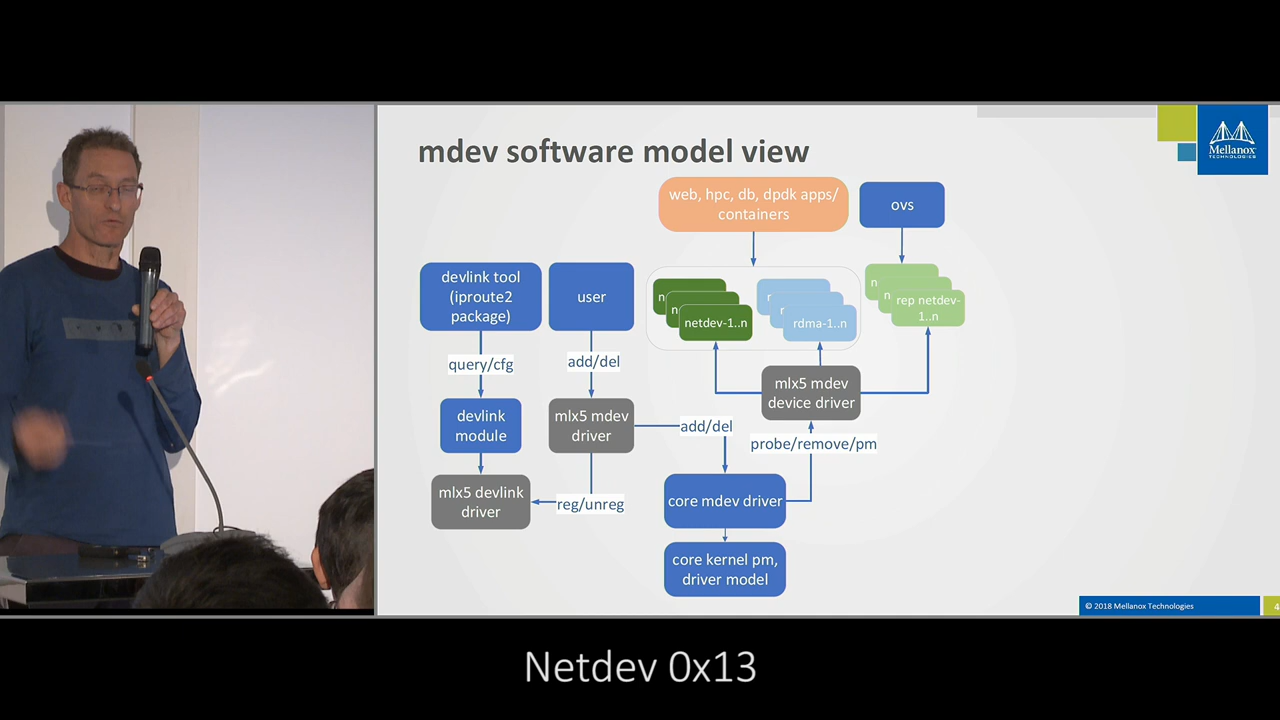 mdev software model view
Mellanox
TECHNOLOGIES
web, hpc, db, dpdk apps/
containers
ovs
devlink tool
(iproute2
package)
user
n
n
netdev-1..n
r
r
rdma-1..n
n
n
rep netdev-
1..n
query/cfg
add/del
mlx5 mdev
device driver
devlink
module
mlx5 mdev
driver
add/del
probe/remove/pm
mlx5 devlink
driver
reg/unreg
core mdev driver
core kernel pm,
driver model
© 2018 Mellanox Technologies
4
Netdev 0x13